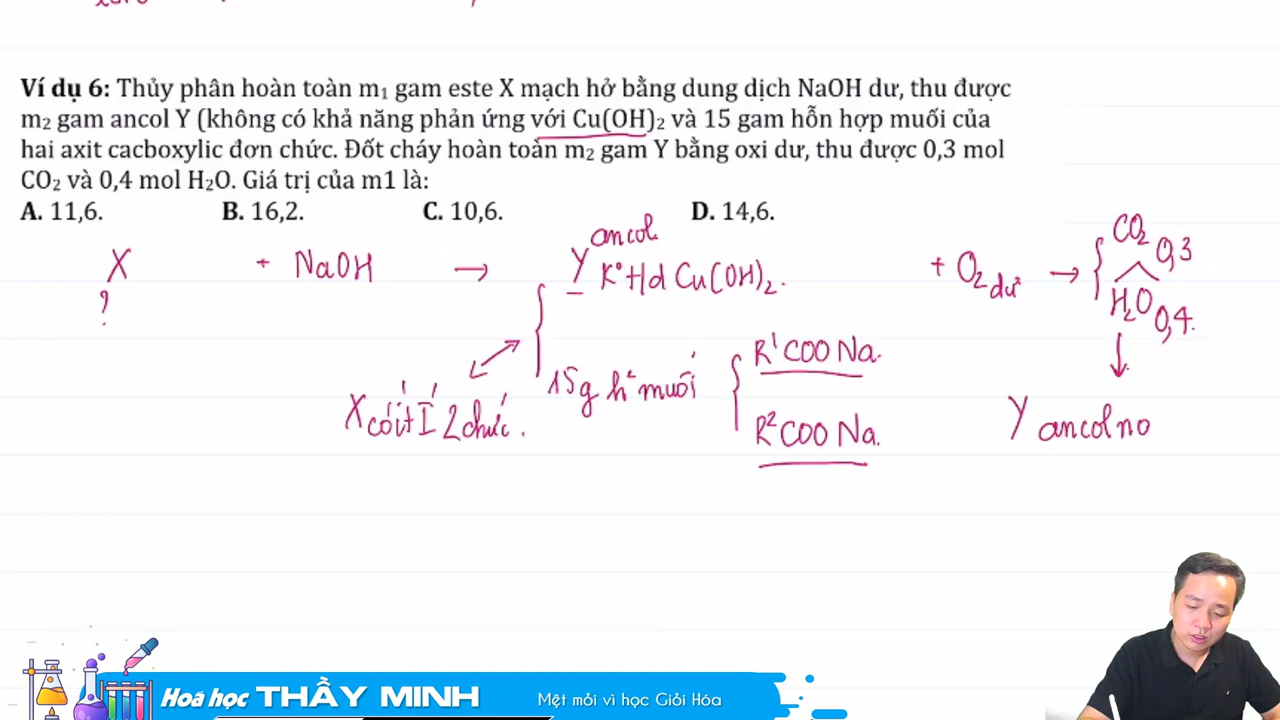 Ví dụ 6: Thủy phân hoàn toàn m₁ gam este X mạch hở bằng dung dịch NaOH dư, thu được
m₂ gam ancol Y (không có khả năng phản ứng với Cu(OH)₂ và 15 gam hỗn hợp muối của
hai axit cacboxylic đơn chức. Đốt cháy hoàn toàn m₂ gam Y bằng oxi dư, thu được 0,3 mol
CO₂ và 0,4 mol H₂O. Giá trị của m1 là:
A. 11,6. B. 16,2. C. 10,6. D. 14,6.
X + NaOH → Y ancol K° t/d Cu(OH)₂. + O₂ dư → CO₂ 0,3
?
H₂O 0,4.
15g h² muối
R¹COONa.
R²COONa.
X có ít I 2 chức.
Y ancol no
Hoá học THẦY MINH
Mệt mỏi vì học Giỏi Hóa